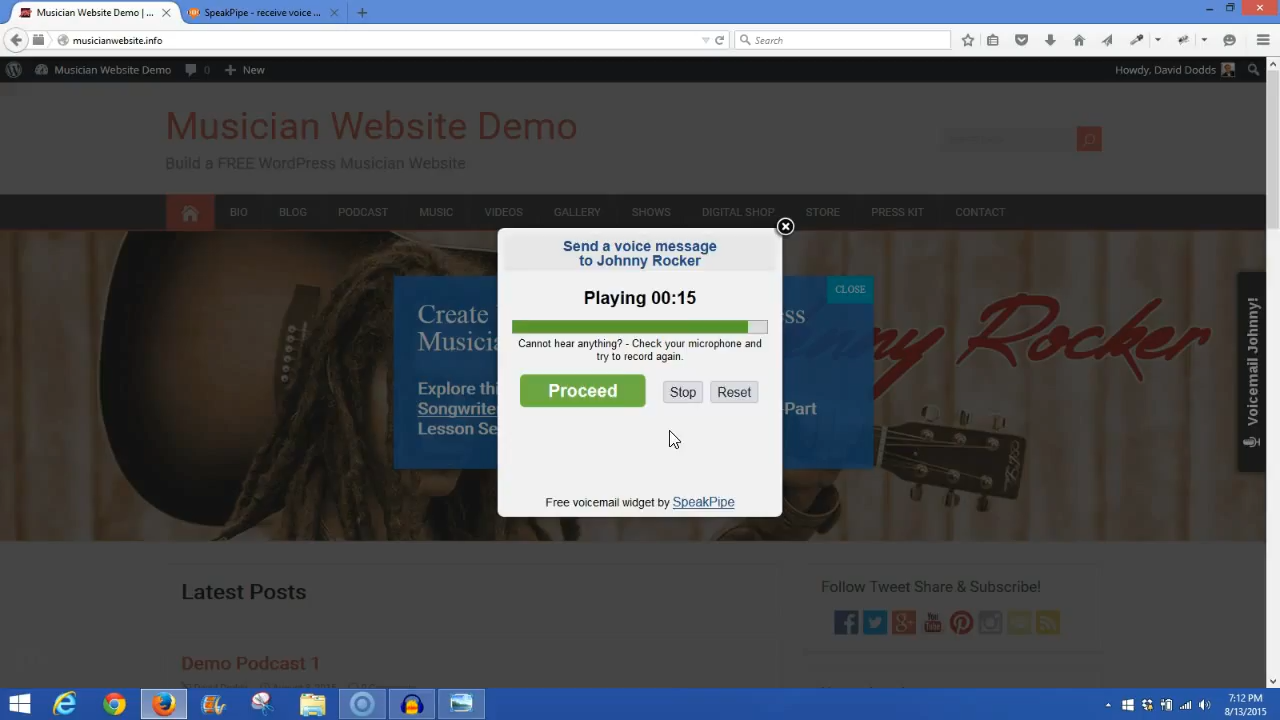 Musician Website Demo | ...
SpeakPipe - receive voice ...
musicianwebsite.info
Search
Musician Website Demo
0
New
Howdy, David Dodds
Musician Website Demo
Build a FREE WordPress Musician Website
BIO
BLOG
PODCAST
MUSIC
VIDEOS
GALLERY
SHOWS
DIGITAL SHOP
STORE
PRESS KIT
CONTACT
Send a voice message
to Johnny Rocker
Playing 00:15
Cannot hear anything? - Check your microphone and
try to record again.
Proceed
Stop
Reset
Free voicemail widget by SpeakPipe
CLOSE
Create
ess
Musicia
Explore thi
Songwrite
Part
Lesson Se
Rocker
Voicemail Johnny!
Latest Posts
Demo Podcast 1
Follow Tweet Share & Subscribe!
You
Tube
7:12 PM
8/13/2015